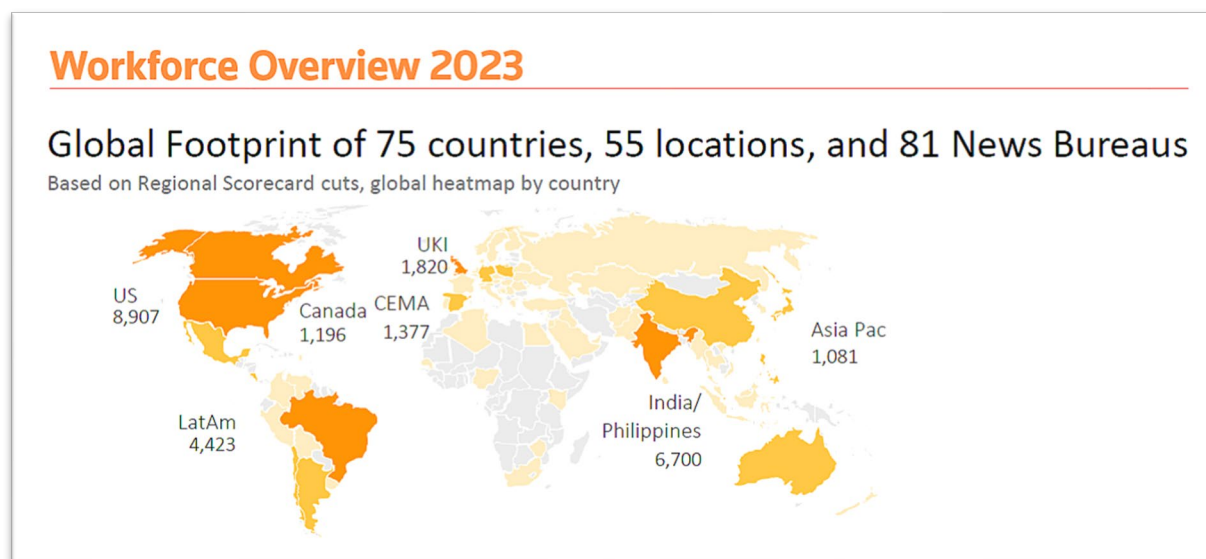 Workforce Overview 2023
Global Footprint of 75 countries, 55 locations, and 81 News Bureaus
Based on Regional Scorecard cuts, global heatmap by country
US
8,907
Canada
1,196
UKI
1,820
CEMA
1,377
Asia Pac
1,081
LatAm
4,423
India/
Philippines
6,700